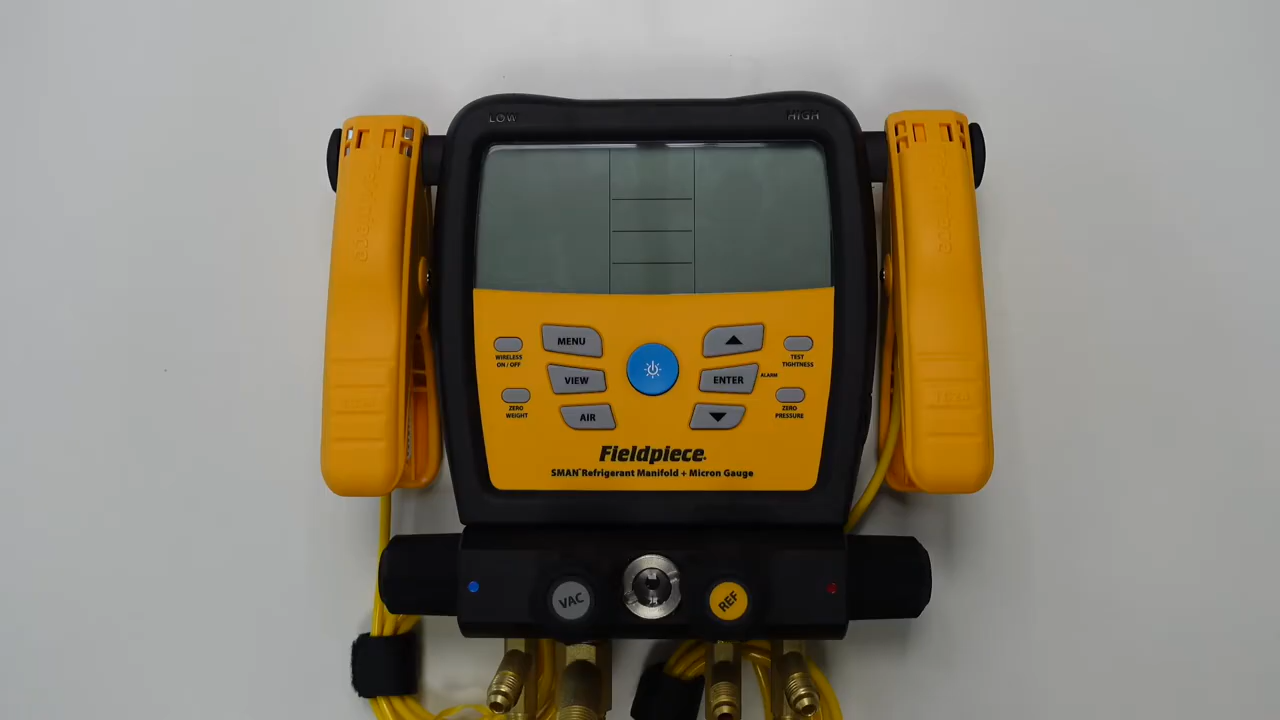 LOW
HIGH
MENU
WIRELESS
ON / OFF
VIEW
ZERO
WEIGHT
AIR
TEST
TIGHTNESS
ENTER
ALARM
ZERO
PRESSURE
Fieldpiece
SMAN™ Refrigerant Manifold + Micron Gauge
VAC
REF